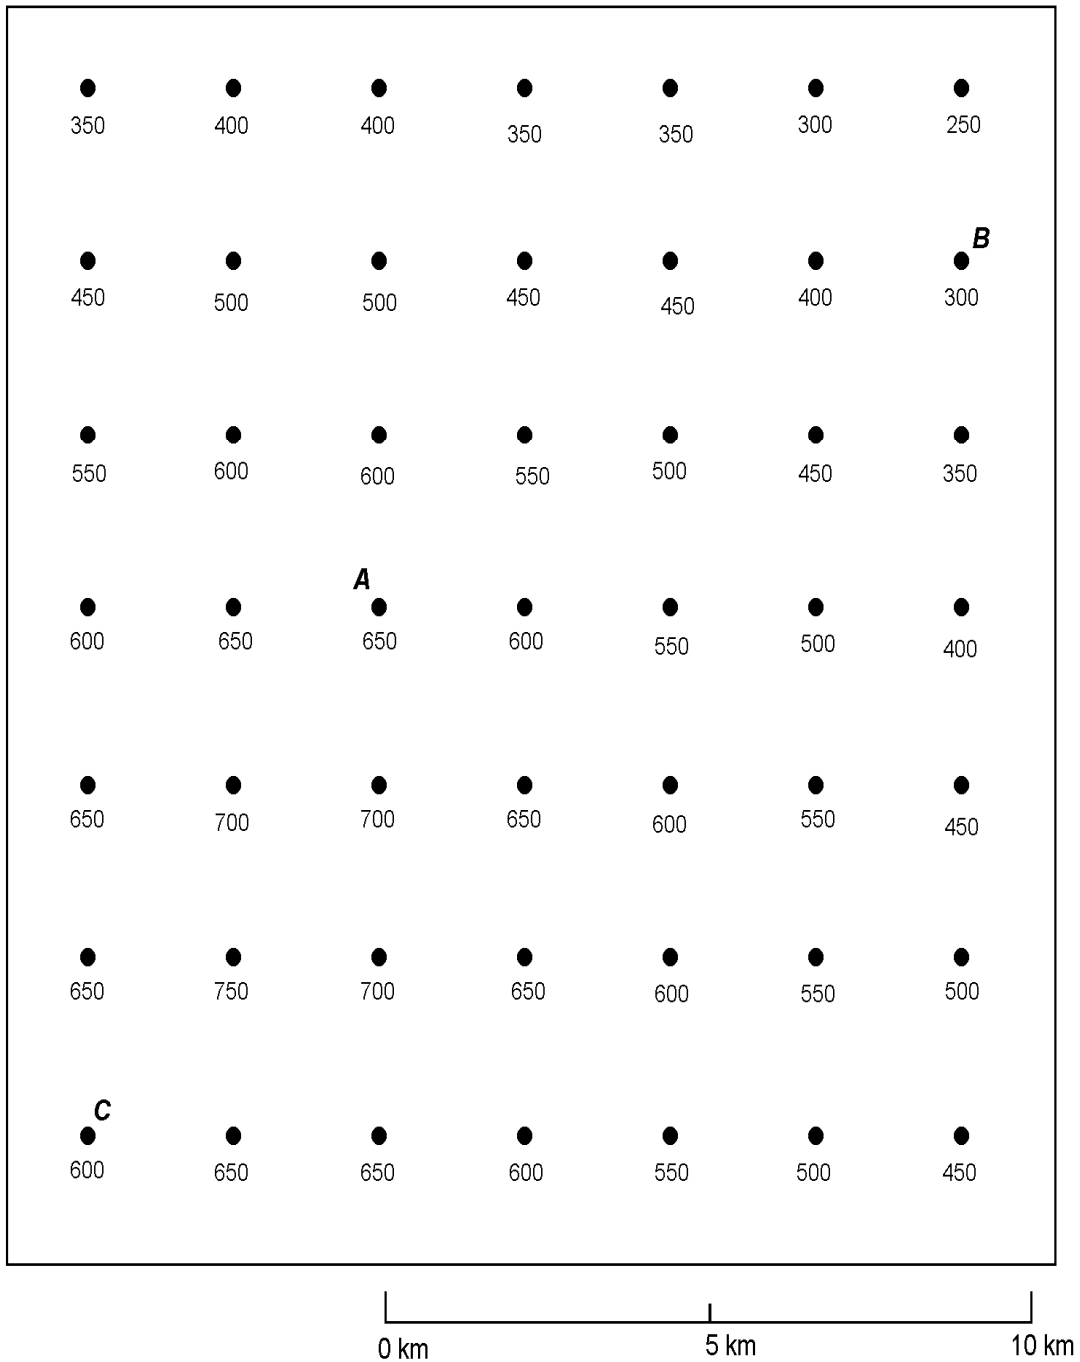 350 400 400 350 350 300 250
B
450 500 500 450 450 400 300
550 600 600 550 500 450 350
A
600 650 650 600 550 500 400
650 700 700 650 600 550 450
650 750 700 650 600 550 500
C
600 650 650 600 550 500 450
0 km 5 km 10 km